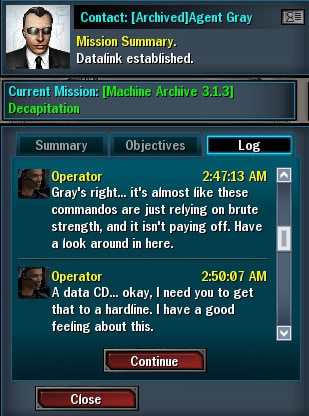 Contact: [Archived]Agent Gray
Mission Summary.
Datalink established.
Current Mission: [Machine Archive 3.1.3]
Decapitation
Summary
Objectives
Log
Operator 2:47:13 AM
Gray's right... it's almost like these
commandos are just relying on brute
strength, and it isn't paying off. Have
a look around in here.
Operator 2:50:07 AM
A data CD... okay, I need you to get
that to a hardline. I have a good
feeling about this.
Continue
Close